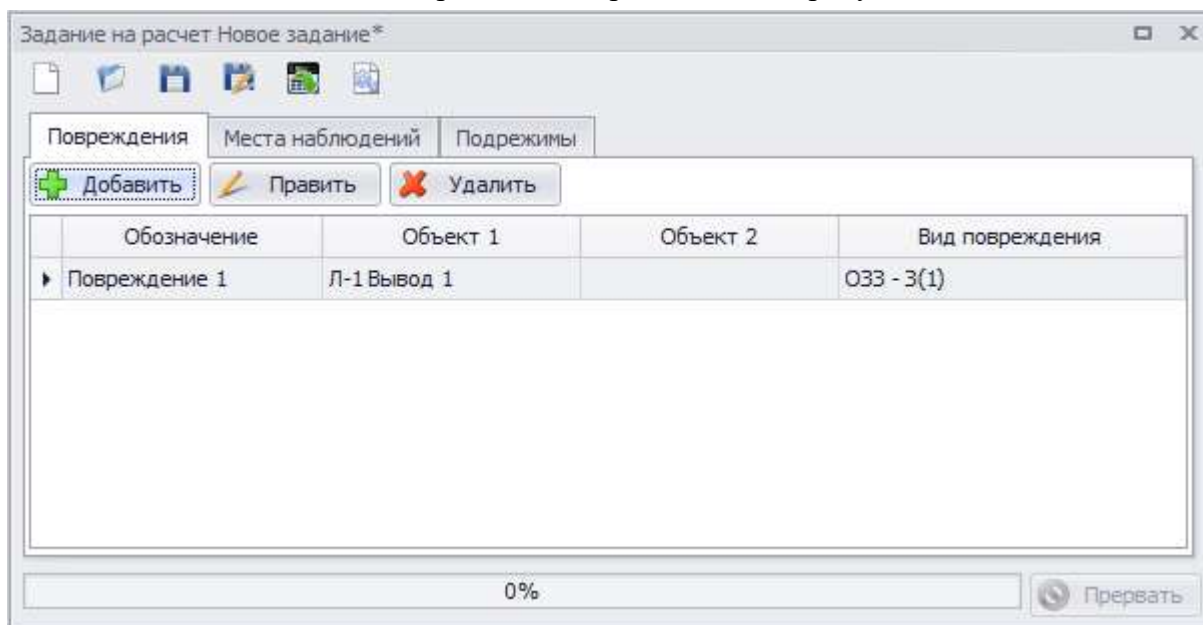 Задание на расчет Новое задание*
Повреждения Места наблюдений Подрежимы
Добавить Править Удалить
Обозначение Объект 1 Объект 2 Вид повреждения
Повреждение 1 Л-1 Вывод 1 ОЗЗ - З(1)
0% Прервать